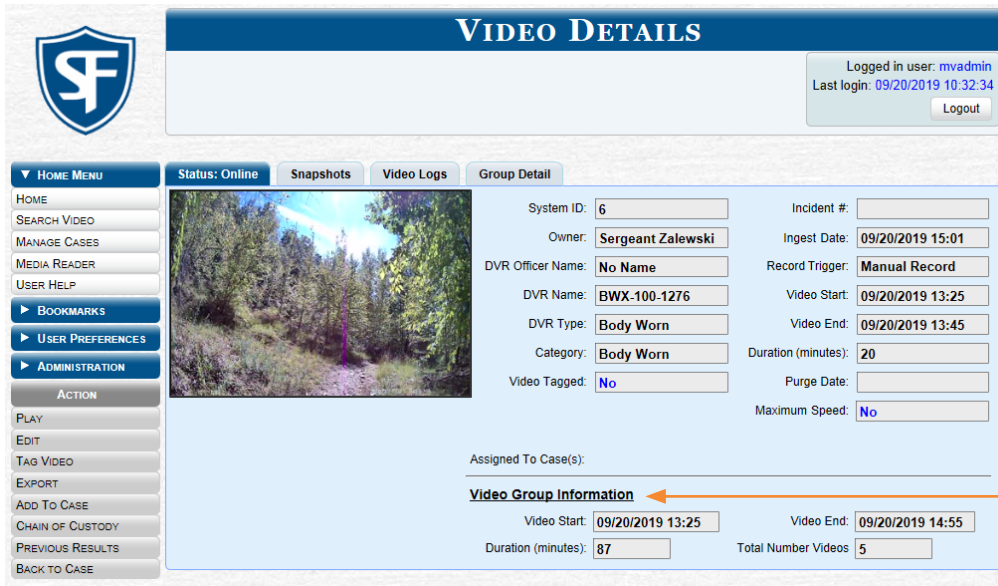 VIDEO DETAILS
SF
Logged in user: mvadmin
Last login: 09/20/2019 10:32:34
Logout
▼ HOME MENU
HOME
SEARCH VIDEO
MANAGE CASES
MEDIA READER
USER HELP
► BOOKMARKS
► USER PREFERENCES
► ADMINISTRATION
ACTION
PLAY
EDIT
TAG VIDEO
EXPORT
ADD TO CASE
CHAIN OF CUSTODY
PREVIOUS RESULTS
BACK TO CASE
Status: Online Snapshots Video Logs Group Detail
System ID: 6 Incident #:
Owner: Sergeant Zalewski Ingest Date: 09/20/2019 15:01
DVR Officer Name: No Name Record Trigger: Manual Record
DVR Name: BWX-100-1276 Video Start: 09/20/2019 13:25
DVR Type: Body Worn Video End: 09/20/2019 13:45
Category: Body Worn Duration (minutes): 20
Video Tagged: No Purge Date:
Maximum Speed: No
Assigned To Case(s):
Video Group Information
Video Start: 09/20/2019 13:25 Video End: 09/20/2019 14:55
Duration (minutes): 87 Total Number Videos 5